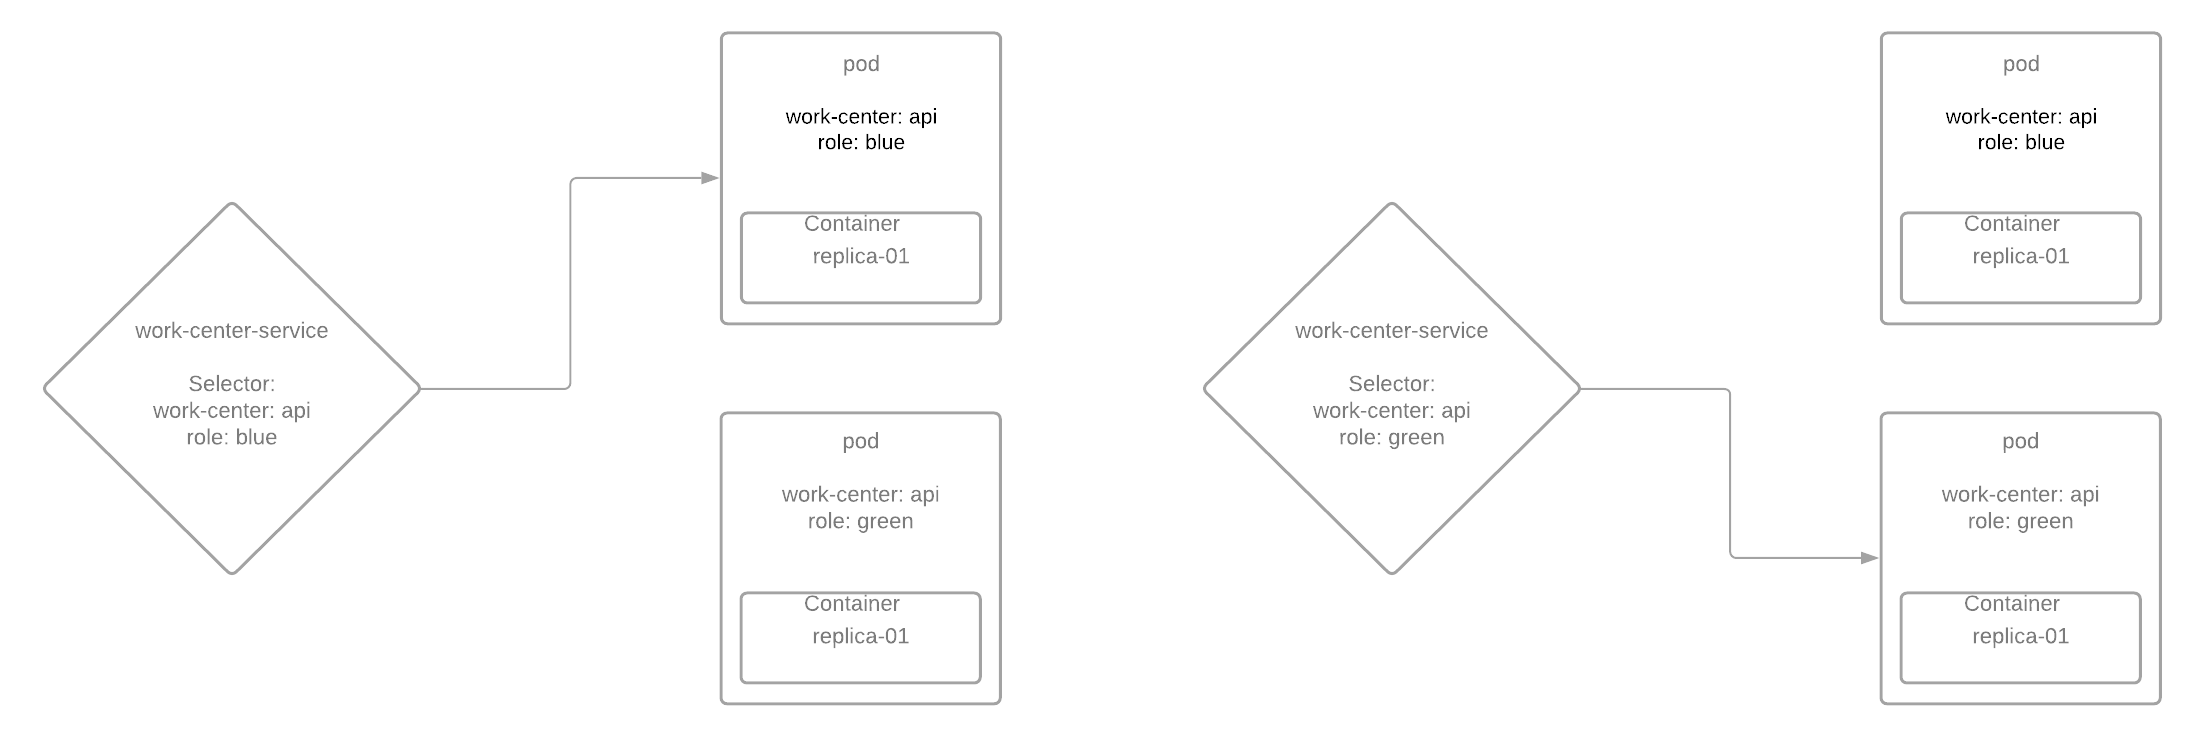 pod
work-center: api
role: blue
Container
replica-01
work-center-service
Selector:
work-center: api
role: blue
pod
work-center: api
role: green
Container
replica-01
pod
work-center: api
role: blue
Container
replica-01
work-center-service
Selector:
work-center: api
role: green
pod
work-center: api
role: green
Container
replica-01